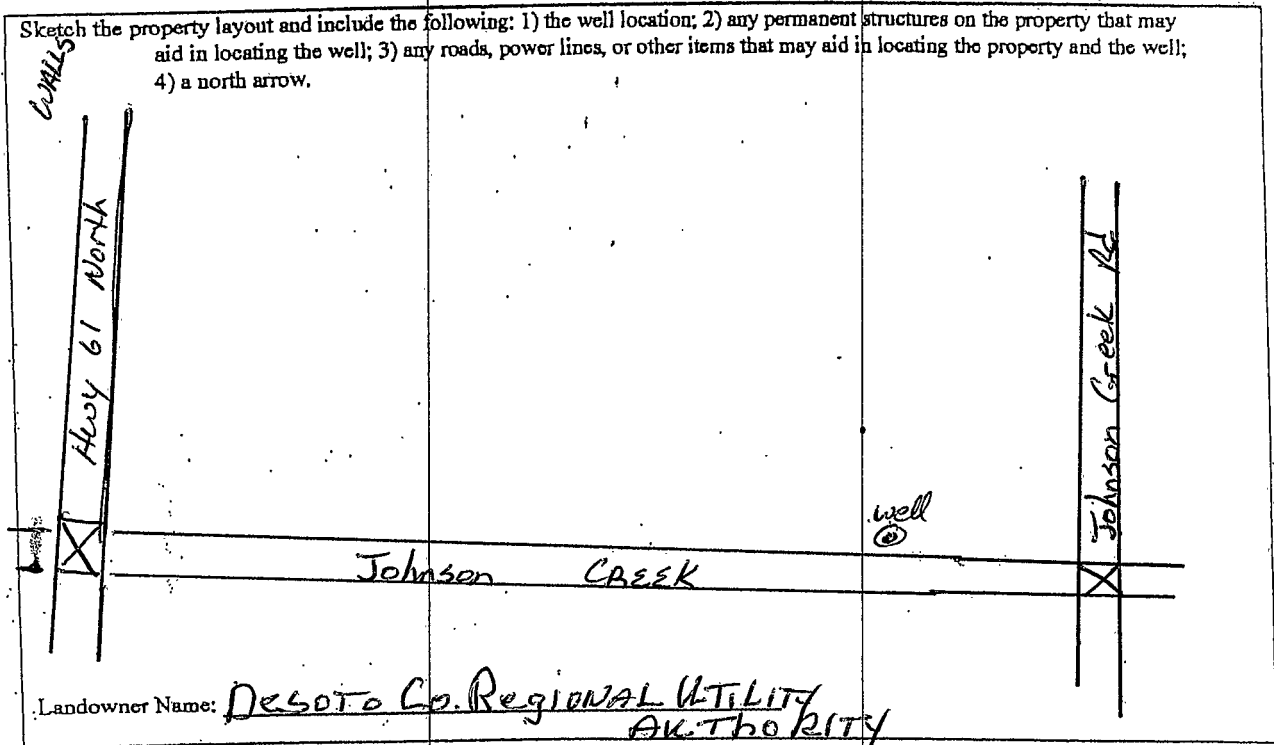 Sketch the property layout and include the following: 1) the well location; 2) any permanent structures on the property that may
aid in locating the well; 3) any roads, power lines, or other items that may aid in locating the property and the well;
4) a north arrow.
WALLS
Hwy 61 North
Johnson Creek Rd
well
Johnson CREEK
Landowner Name: DESOTO Co. RegIONAL UTILITY
AUThoRITY